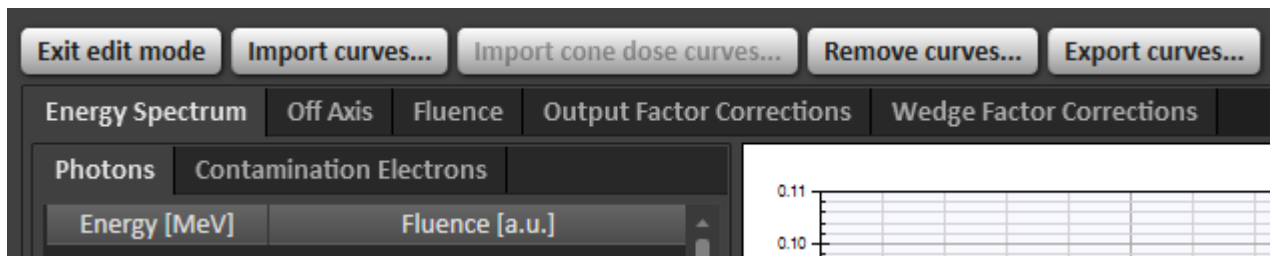 Exit edit mode Import curves... Import cone dose curves... Remove curves... Export curves...
Energy Spectrum Off Axis Fluence Output Factor Corrections Wedge Factor Corrections
Photons Contamination Electrons
Energy [MeV] Fluence [a.u.]
0.11
0.10